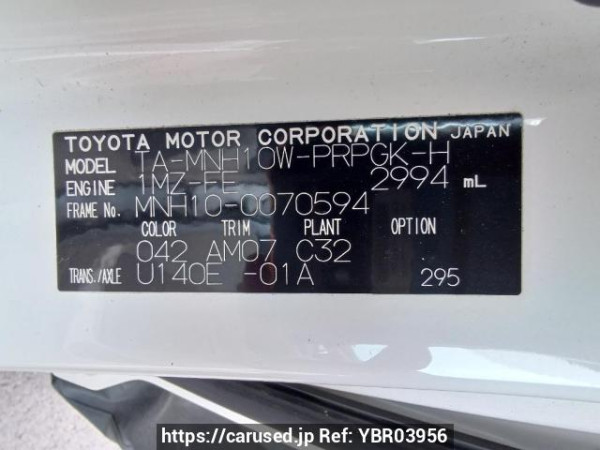 TOYOTA MOTOR CORPORATION JAPAN
MODEL TA-MNH10W-PRPGK-H
ENGINE 1MZ-FE 2994 mL
FRAME No. MNH10-0070594
COLOR TRIM PLANT OPTION
042 AM07 C32
TRANS./AXLE U140E -01A 295
https://carused.jp Ref: YBR03956